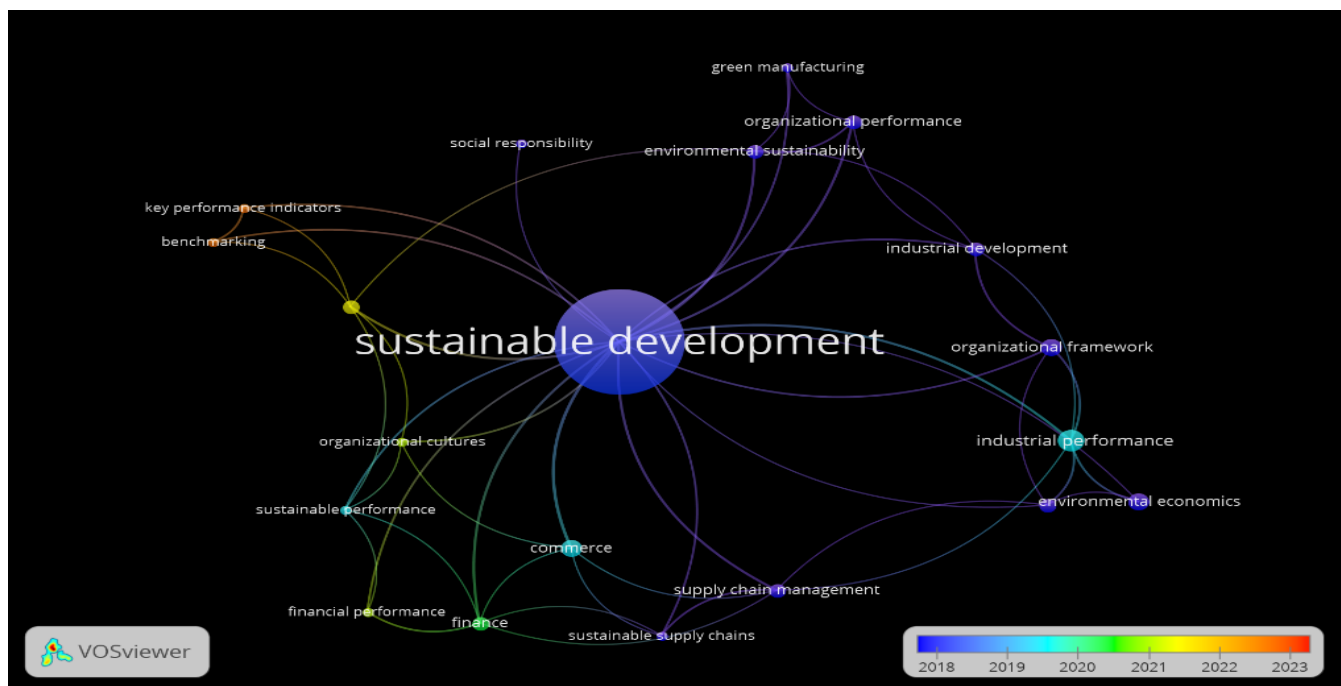 green manufacturing
organizational performance
social responsibility
environmental sustainability
key performance indicators
benchmarking
industrial development
sustainable development
organizational framework
organizational cultures
industrial performance
environmental economics
sustainable performance
commerce
supply chain management
financial performance
finance
sustainable supply chains
VOSviewer
2018 2019 2020 2021 2022 2023